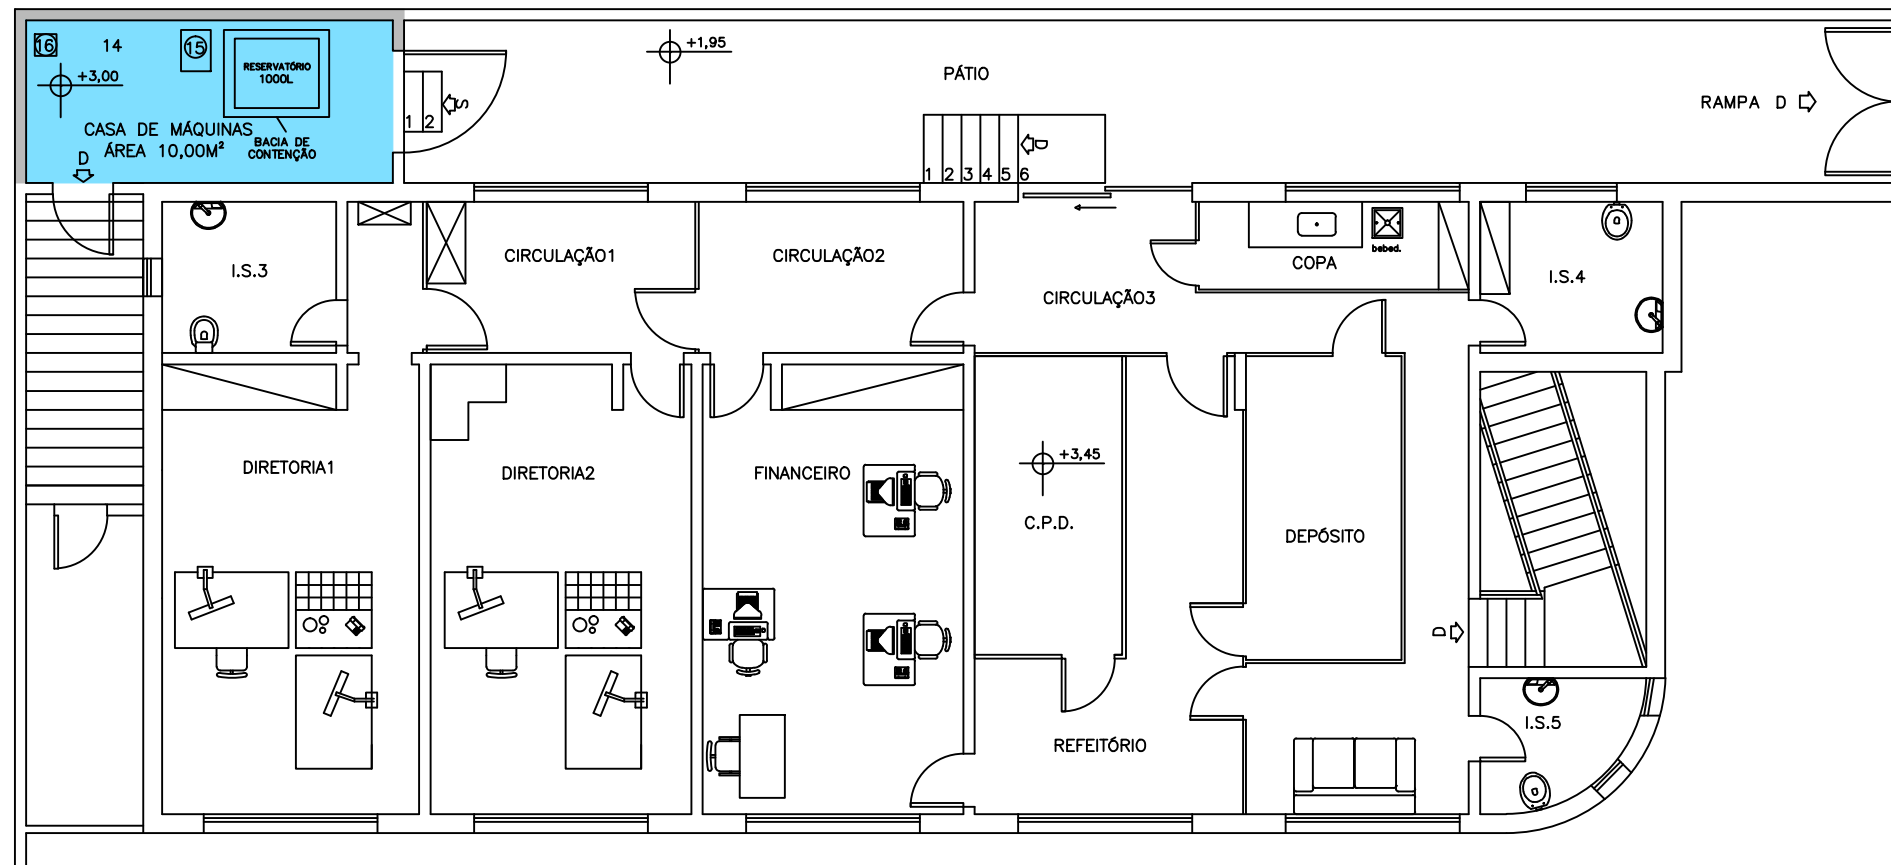 16
14
15
RESERVATÓRIO
1000L
+3,00
CASA DE MÁQUINAS
ÁREA 10,00M²
BACIA DE
CONTENÇÃO
D
1 2
S
+1,95
PÁTIO
RAMPA D
1 2 3 4 5 6
D
I.S.3
CIRCULAÇÃO1
CIRCULAÇÃO2
CIRCULAÇÃO3
COPA
bebed.
I.S.4
DIRETORIA1
DIRETORIA2
FINANCEIRO
+3,45
C.P.D.
DEPÓSITO
D
REFEITÓRIO
I.S.5